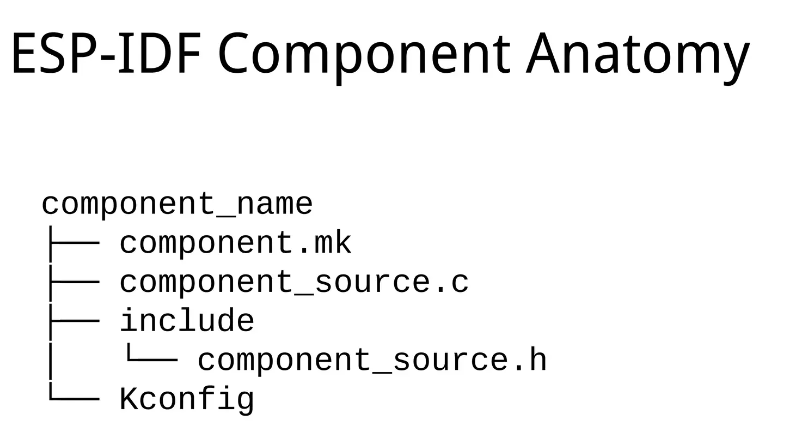 ESP-IDF Component Anatomy
component_name
├── component.mk
├── component_source.c
├── include
│   └── component_source.h
└── Kconfig